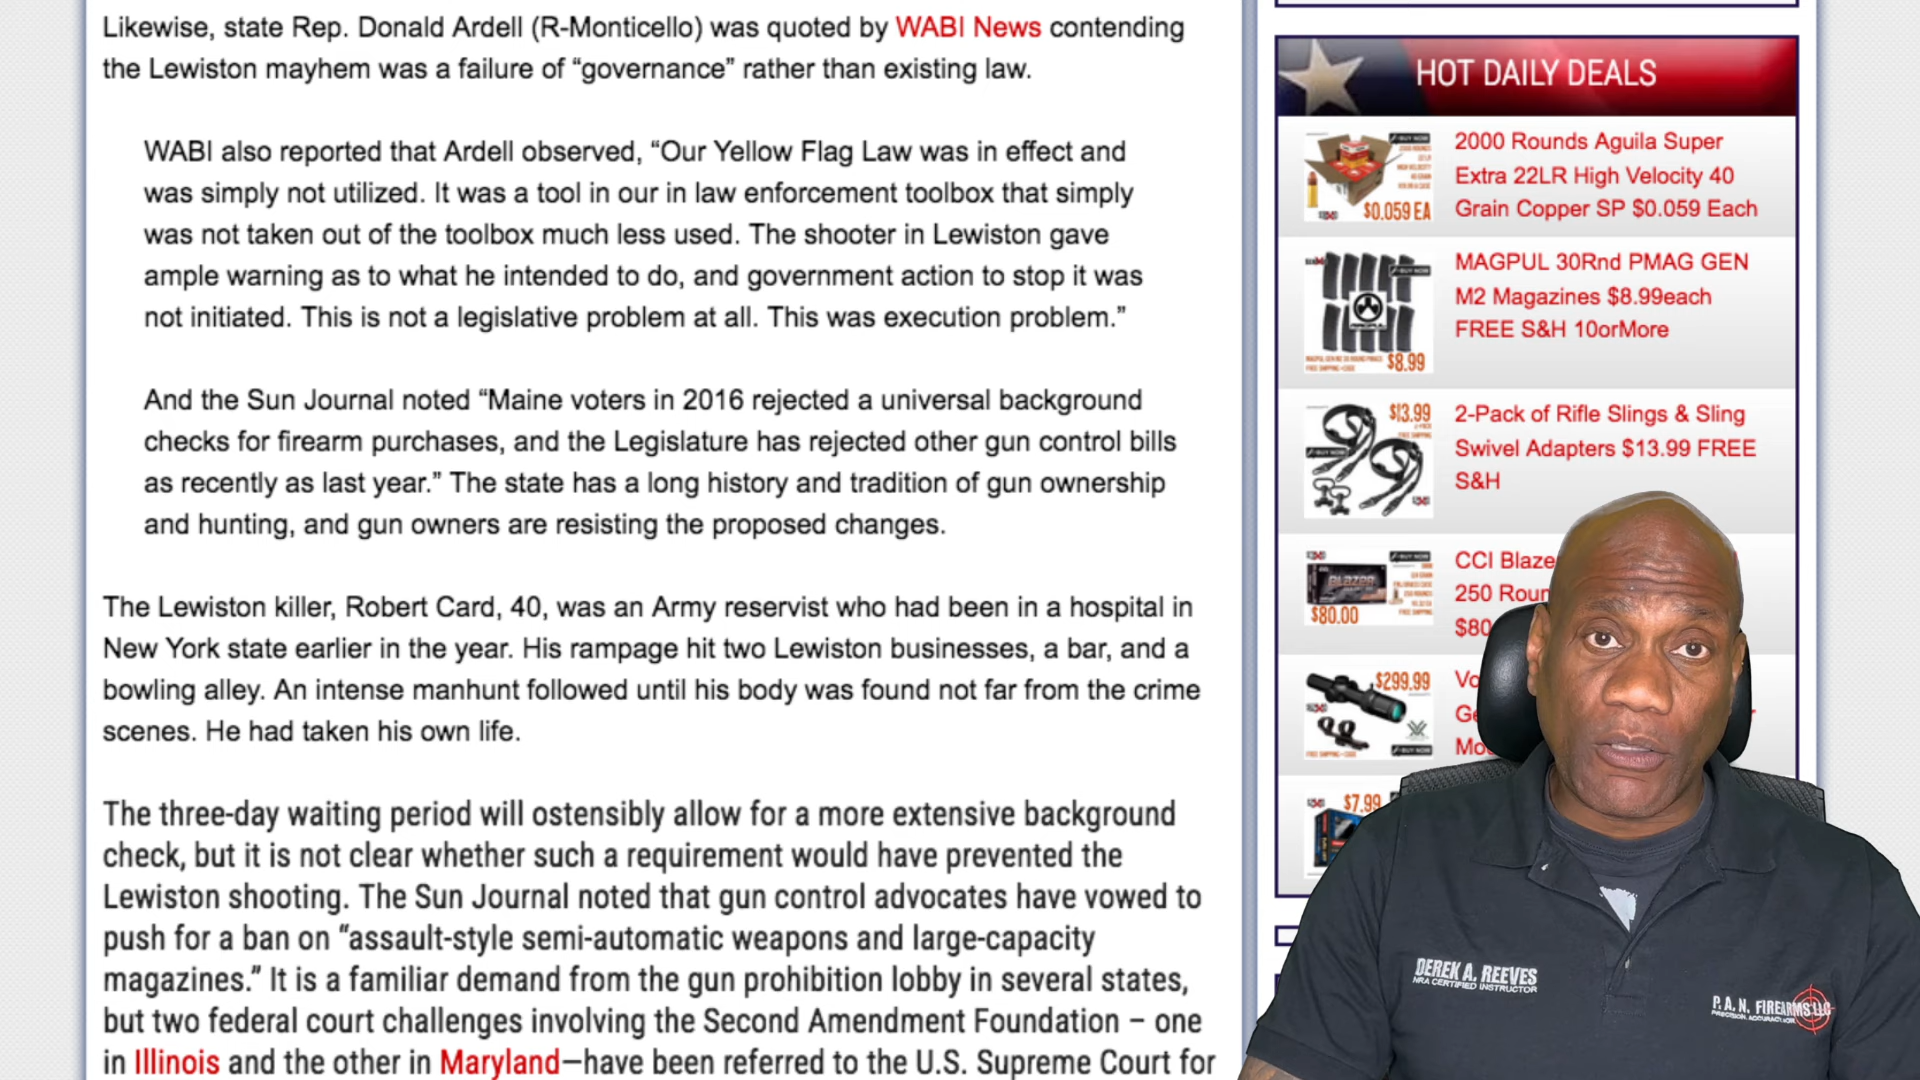 Likewise, state Rep. Donald Ardell (R-Monticello) was quoted by WABI News contending
the Lewiston mayhem was a failure of “governance” rather than existing law.
WABI also reported that Ardell observed, “Our Yellow Flag Law was in effect and
was simply not utilized. It was a tool in our in law enforcement toolbox that simply
was not taken out of the toolbox much less used. The shooter in Lewiston gave
ample warning as to what he intended to do, and government action to stop it was
not initiated. This is not a legislative problem at all. This was execution problem.”
And the Sun Journal noted “Maine voters in 2016 rejected a universal background
checks for firearm purchases, and the Legislature has rejected other gun control bills
as recently as last year.” The state has a long history and tradition of gun ownership
and hunting, and gun owners are resisting the proposed changes.
The Lewiston killer, Robert Card, 40, was an Army reservist who had been in a hospital in
New York state earlier in the year. His rampage hit two Lewiston businesses, a bar, and a
bowling alley. An intense manhunt followed until his body was found not far from the crime
scenes. He had taken his own life.
The three-day waiting period will ostensibly allow for a more extensive background
check, but it is not clear whether such a requirement would have prevented the
Lewiston shooting. The Sun Journal noted that gun control advocates have vowed to
push for a ban on “assault-style semi-automatic weapons and large-capacity
magazines.” It is a familiar demand from the gun prohibition lobby in several states,
but two federal court challenges involving the Second Amendment Foundation – one
in Illinois and the other in Maryland—have been referred to the U.S. Supreme Court for
HOT DAILY DEALS
$0.059 EA
2000 Rounds Aguila Super
Extra 22LR High Velocity 40
Grain Copper SP $0.059 Each
$8.99
MAGPUL 30Rnd PMAG GEN
M2 Magazines $8.99each
FREE S&H 10orMore
$13.99
2-Pack of Rifle Slings & Sling
Swivel Adapters $13.99 FREE
S&H
BLAZER
$80.00
CCI Blaze
250 Roun
$80
$299.99
Vo
Ge
Mo
$7.99
DEREK A. REEVES
NRA CERTIFIED INSTRUCTOR
P.A.N. FIREARMS LLC